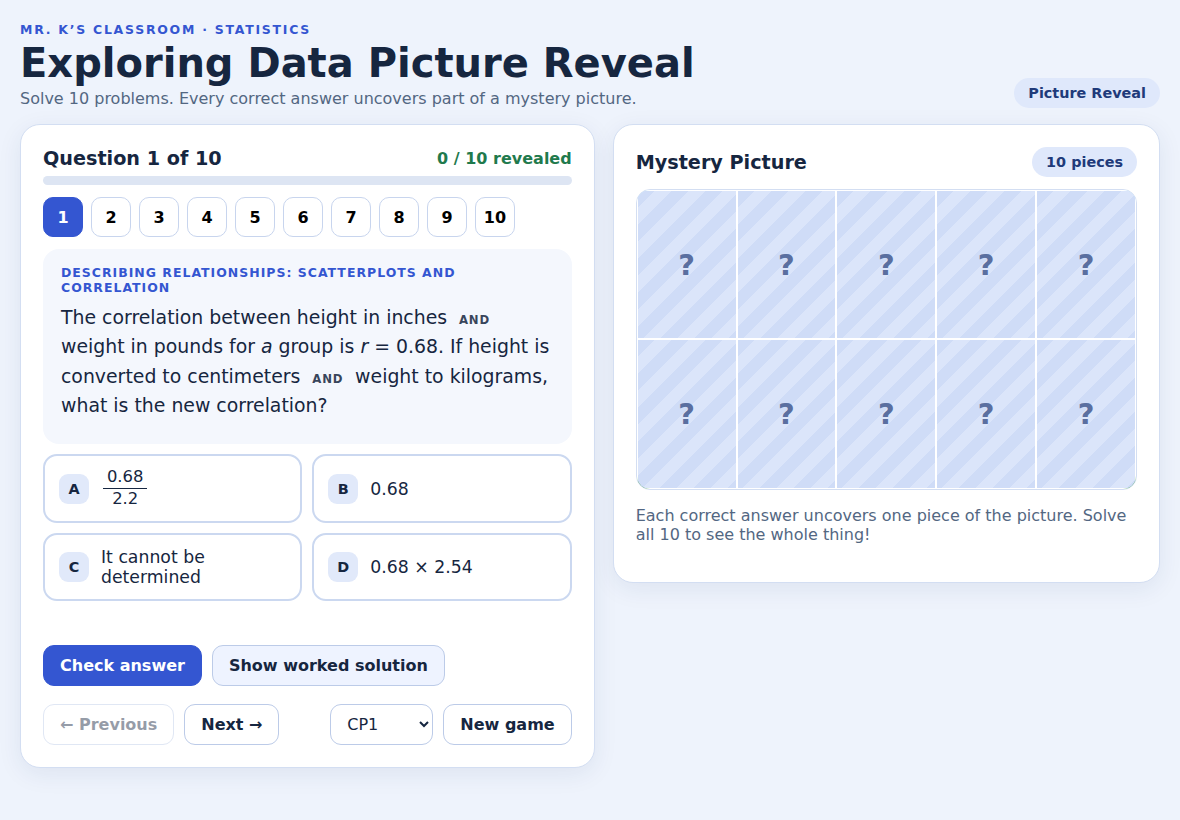 MR. K’S CLASSROOM · STATISTICS
Exploring Data Picture Reveal
Solve 10 problems. Every correct answer uncovers part of a mystery picture.
Picture Reveal
Question 1 of 10
0 / 10 revealed
1 2 3 4 5 6 7 8 9 10
DESCRIBING RELATIONSHIPS: SCATTERPLOTS AND
CORRELATION
The correlation between height in inches AND
weight in pounds for a group is r = 0.68. If height is
converted to centimeters AND weight to kilograms,
what is the new correlation?
A
0.68
2.2
B 0.68
C It cannot be
determined
D 0.68 × 2.54
Check answer
Show worked solution
← Previous
Next →
CP1
New game
Mystery Picture
10 pieces
? ? ? ? ?
? ? ? ? ?
Each correct answer uncovers one piece of the picture. Solve
all 10 to see the whole thing!